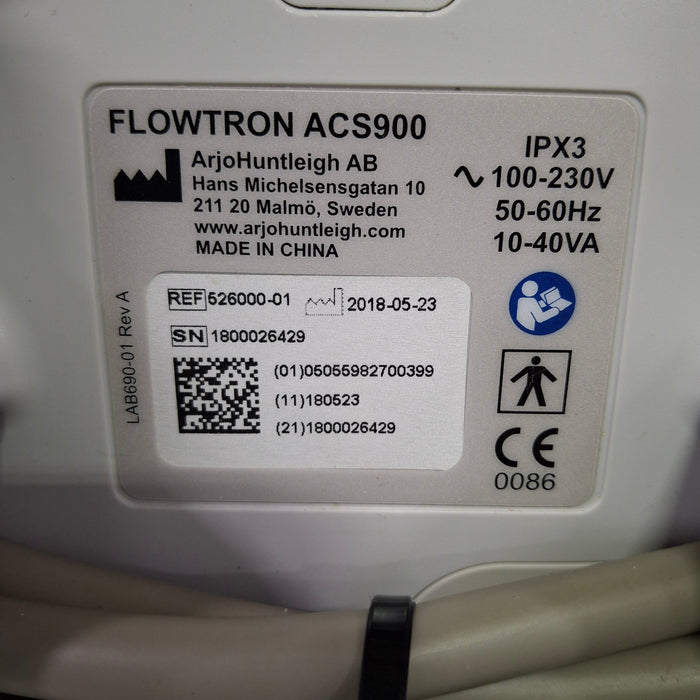 FLOWTRON ACS900
ArjoHuntleigh AB
Hans Michelsensgatan 10
211 20 Malmö, Sweden
www.arjohuntleigh.com
MADE IN CHINA
IPX3
100-230V
50-60Hz
10-40VA
LAB690-01 Rev A
REF 526000-01 2018-05-23
SN 1800026429
(01)05055982700399
(11)180523
(21)1800026429
CE
0086